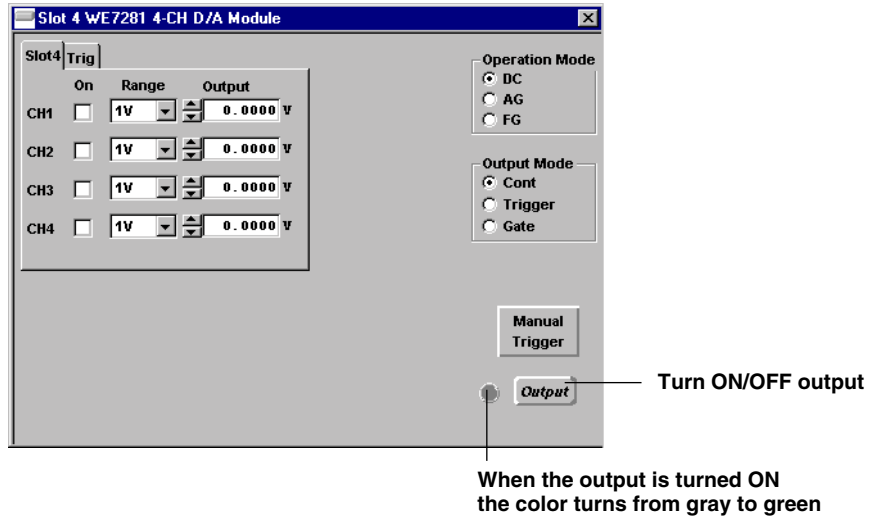 Slot 4 WE7281 4-CH D/A Module
Slot4 Trig
On Range Output
CH1 1V 0.0000 V
CH2 1V 0.0000 V
CH3 1V 0.0000 V
CH4 1V 0.0000 V
Operation Mode
DC
AG
FG
Output Mode
Cont
Trigger
Gate
Manual
Trigger
Output
Turn ON/OFF output
When the output is turned ON
the color turns from gray to green